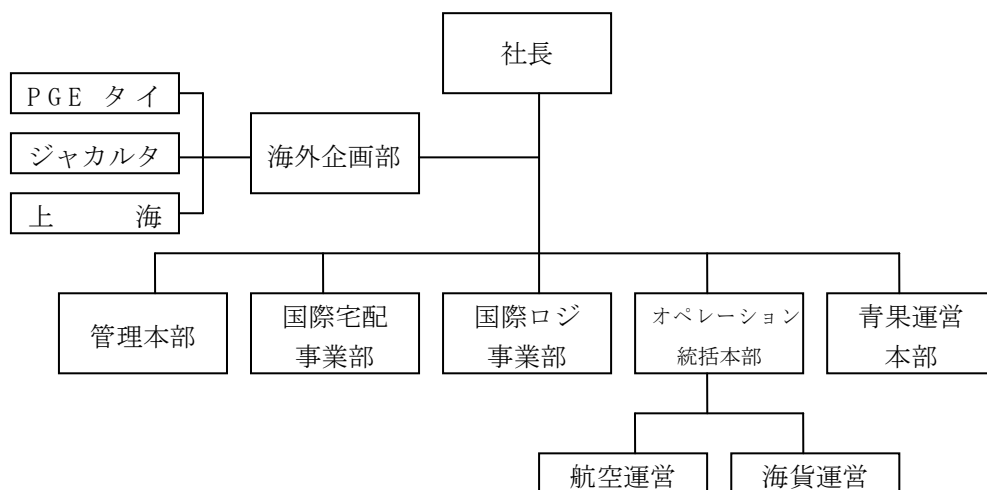 社長
PGE タイ
海外企画部
ジャカルタ
上 海
管理本部
国際宅配
事業部
国際ロジ
事業部
オペレーション
統括本部
青果運営
本部
航空運営
海貨運営